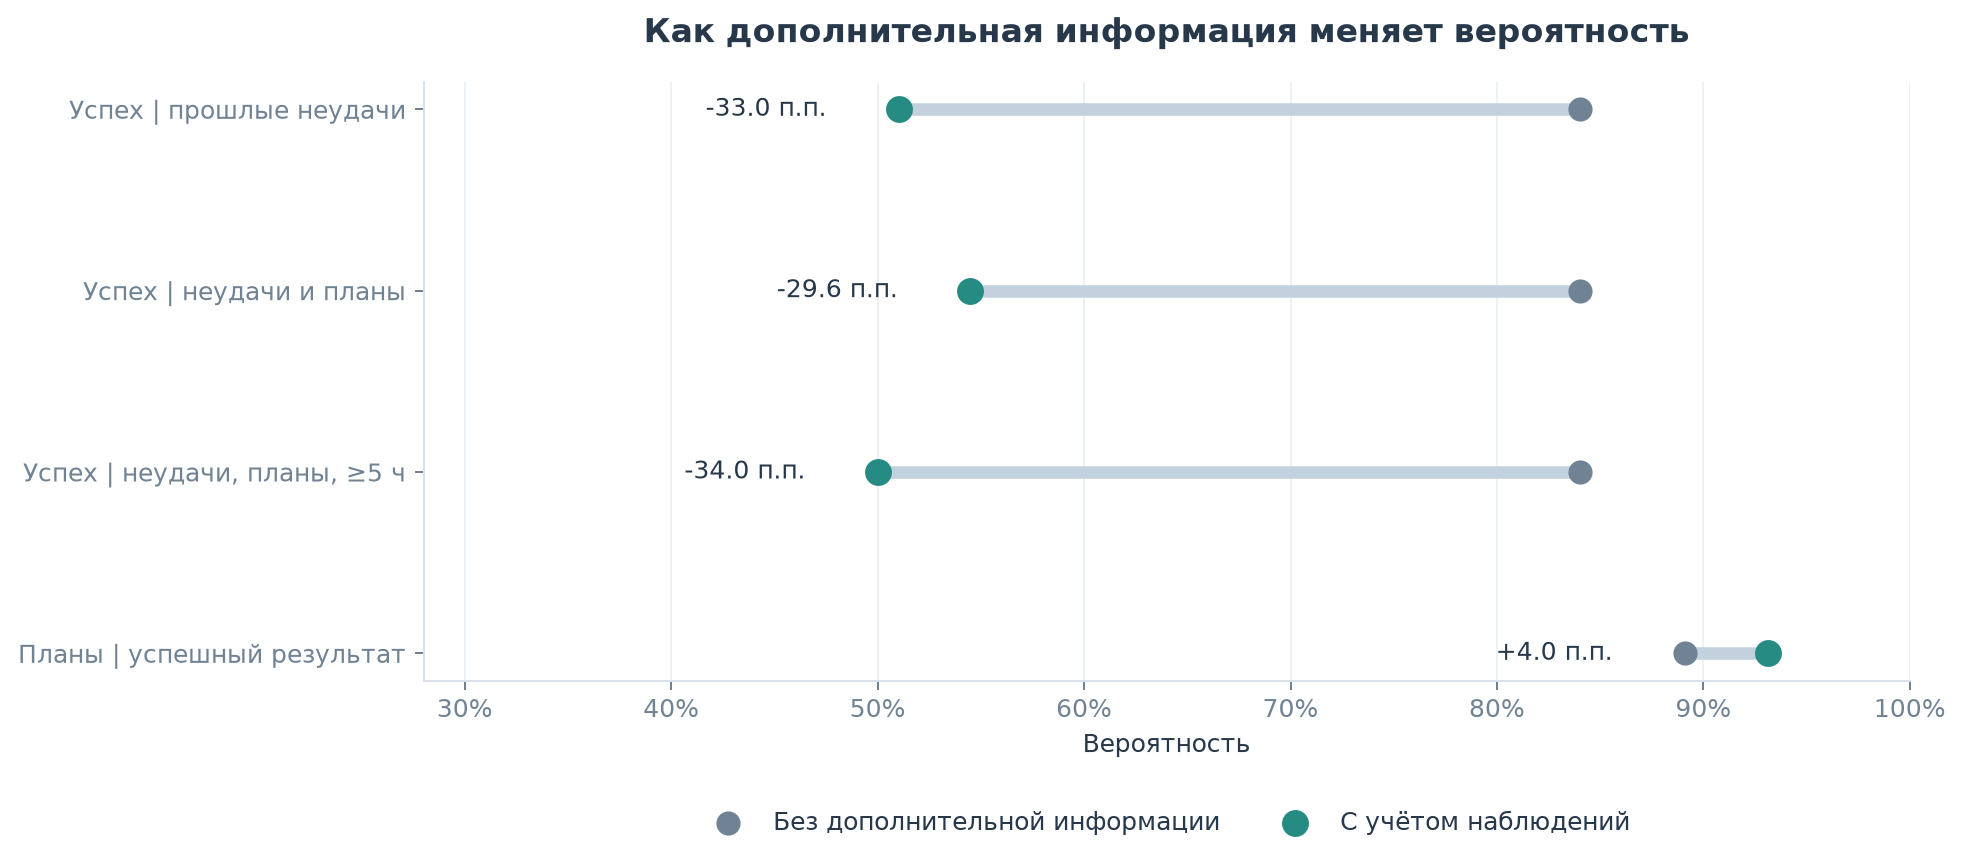 Как дополнительная информация меняет вероятность
Успех | прошлые неудачи
-33.0 п.п.
Успех | неудачи и планы
-29.6 п.п.
Успех | неудачи, планы, ≥5 ч
-34.0 п.п.
Планы | успешный результат
+4.0 п.п.
30% 40% 50% 60% 70% 80% 90% 100%
Вероятность
Без дополнительной информации С учётом наблюдений